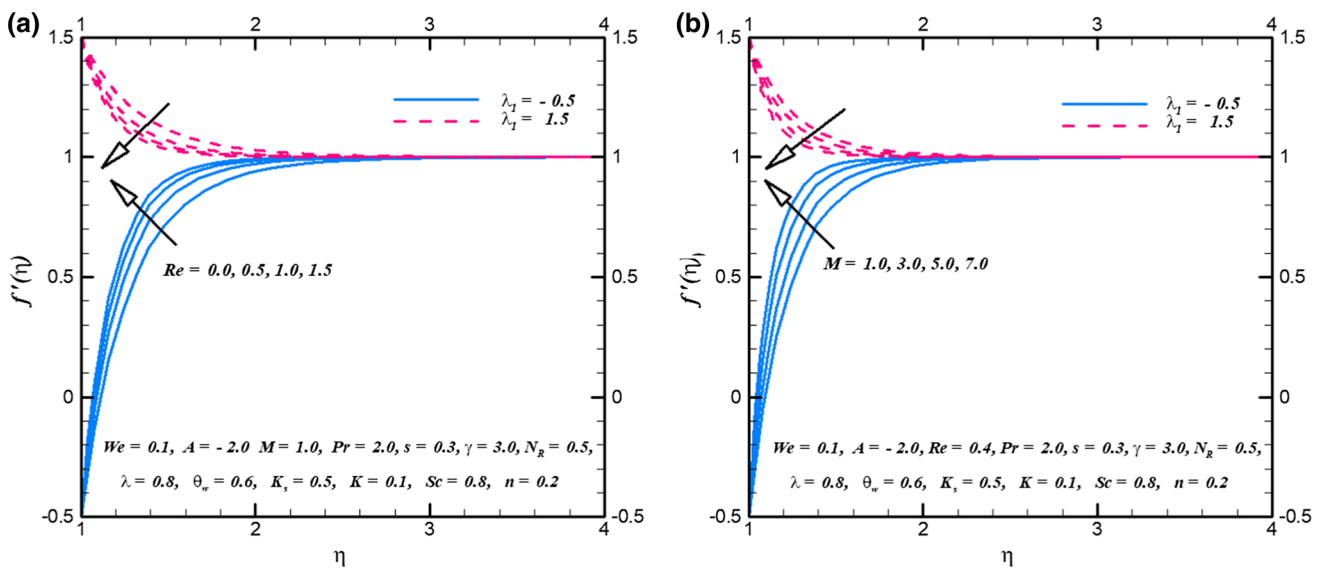 (a)
1 2 3 4
1.5 1.5
λ1 = - 0.5
λ1 = 1.5
1 1
f'(η)
Re = 0.0, 0.5, 1.0, 1.5
0.5 0.5
0 0
We = 0.1, A = - 2.0 M = 1.0, Pr = 2.0, s = 0.3, γ = 3.0, NR = 0.5,
λ = 0.8, θw = 0.6, Ks = 0.5, K = 0.1, Sc = 0.8, n = 0.2
-0.5 -0.5
1 2 3 4
η
(b)
1 2 3 4
1.5 1.5
λ1 = - 0.5
λ1 = 1.5
1 1
f'(η)
M = 1.0, 3.0, 5.0, 7.0
0.5 0.5
0 0
We = 0.1, A = - 2.0, Re = 0.4, Pr = 2.0, s = 0.3, γ = 3.0, NR = 0.5,
λ = 0.8, θw = 0.6, Ks = 0.5, K = 0.1, Sc = 0.8, n = 0.2
-0.5 -0.5
1 2 3 4
η